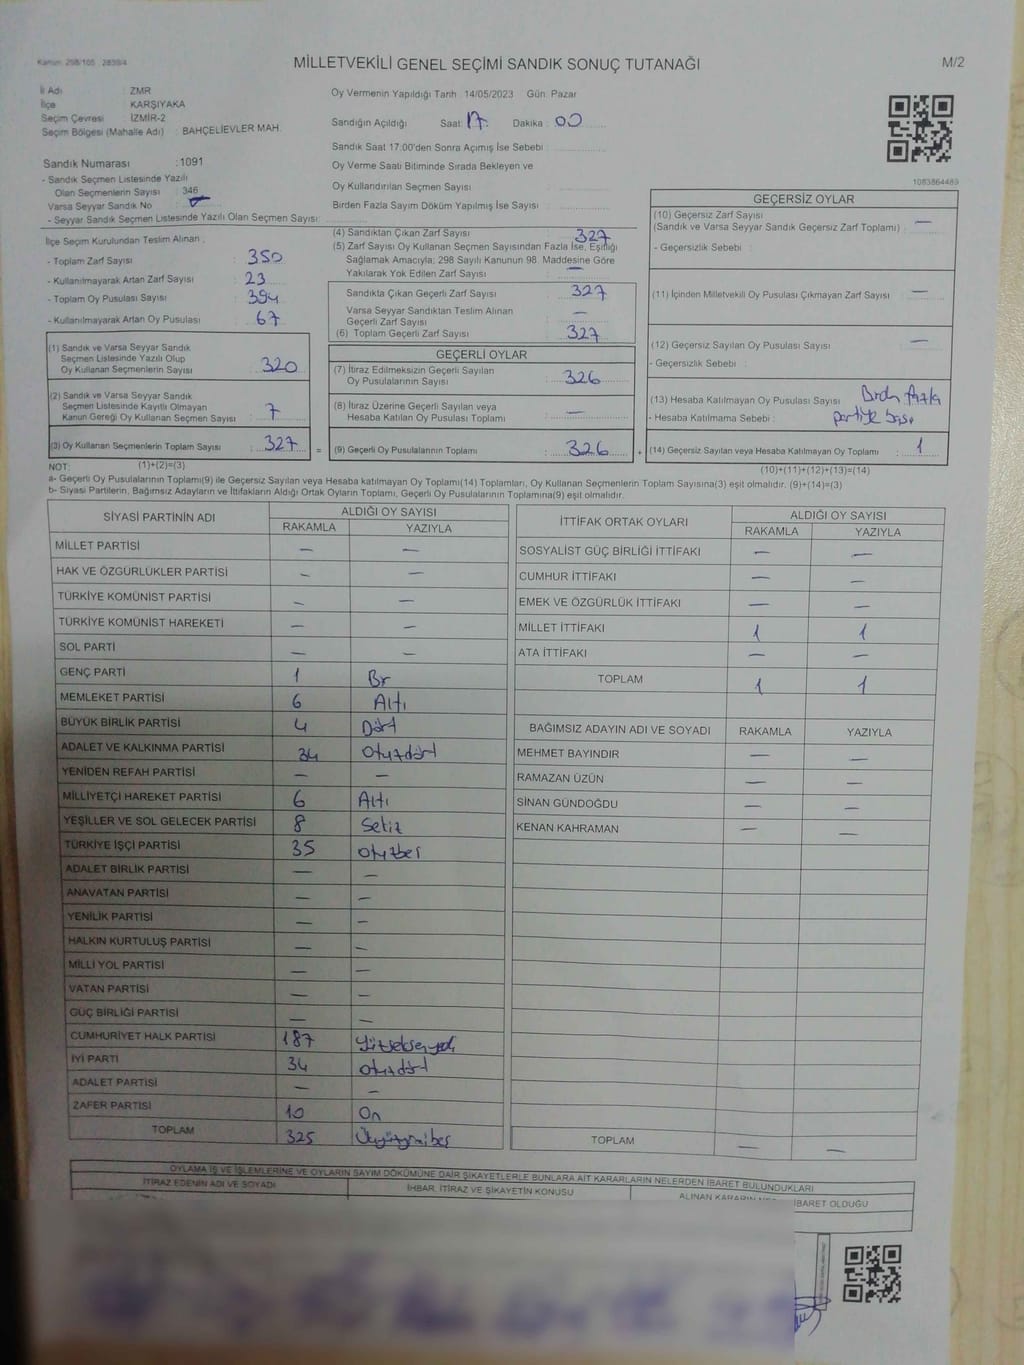 Kanun: 298/105 2839/4
MİLLETVEKİLİ GENEL SEÇİMİ SANDIK SONUÇ TUTANAĞI
M/2
İl Adı : ZMR
İlçe : KARŞIYAKA
Seçim Çevresi : İZMİR-2
Seçim Bölgesi (Mahalle Adı) : BAHÇELİEVLER MAH.
Sandık Numarası :1091
- Sandık Seçmen Listesinde Yazılı
Olan Seçmenlerin Sayısı : 346
Varsa Seyyar Sandık No : —
- Seyyar Sandık Seçmen Listesinde Yazılı Olan Seçmen Sayısı:
Oy Vermenin Yapıldığı Tarih 14/05/2023 Gün: Pazar
Sandığın Açıldığı Saat: 17 Dakika : 00
Sandık Saat 17:00'den Sonra Açımış İse Sebebi :
Oy Verme Saati Bitiminde Sırada Bekleyen ve
Oy Kullandırılan Seçmen Sayısı :
Birden Fazla Sayım Döküm Yapılmış İse Sayısı :
1083864489
İlçe Seçim Kurulundan Teslim Alınan ;
- Toplam Zarf Sayısı : 350
- Kullanılmayarak Artan Zarf Sayısı : 23
- Toplam Oy Pusulası Sayısı : 394
- Kullanılmayarak Artan Oy Pusulası : 67
(1) Sandık ve Varsa Seyyar Sandık
Seçmen Listesinde Yazılı Olup
Oy Kullanan Seçmenlerin Sayısı : 320
(2) Sandık ve Varsa Seyyar Sandık
Seçmen Listesinde Kayıtlı Olmayan
Kanun Gereği Oy Kullanan Seçmen Sayısı : 7
(3) Oy Kullanan Seçmenlerin Toplam Sayısı : 327 =
(4) Sandıktan Çıkan Zarf Sayısı : 327
(5) Zarf Sayısı Oy Kullanan Seçmen Sayısından Fazla İse, Eşitliği
Sağlamak Amacıyla; 298 Sayılı Kanunun 98. Maddesine Göre
Yakılarak Yok Edilen Zarf Sayısı : —
Sandıkta Çıkan Geçerli Zarf Sayısı : 327
Varsa Seyyar Sandıktan Teslim Alınan
Geçerli Zarf Sayısı : —
(6) Toplam Geçerli Zarf Sayısı : 327
GEÇERLİ OYLAR
(7) İtiraz Edilmeksizin Geçerli Sayılan
Oy Pusulalarının Sayısı : 326
(8) İtiraz Üzerine Geçerli Sayılan veya
Hesaba Katılan Oy Pusulası Toplamı : —
(9) Geçerli Oy Pusulalarının Toplamı : 326 +
GEÇERSİZ OYLAR
(10) Geçersiz Zarf Sayısı
(Sandık ve Varsa Seyyar Sandık Geçersiz Zarf Toplamı) : —
- Geçersizlik Sebebi :
(11) İçinden Milletvekili Oy Pusulası Çıkmayan Zarf Sayısı : —
(12) Geçersiz Sayılan Oy Pusulası Sayısı : —
- Geçersizlik Sebebi :
(13) Hesaba Katılmayan Oy Pusulası Sayısı :
- Hesaba Katılmama Sebebi : partiye
(14) Geçersiz Sayılan veya Hesaba Katılmayan Oy Toplamı : 1
NOT: (1)+(2)=(3)
(10)+(11)+(12)+(13)=(14)
a- Geçerli Oy Pusulalarının Toplamı(9) ile Geçersiz Sayılan veya Hesaba katılmayan Oy Toplamı(14) Toplamları, Oy Kullanan Seçmenlerin Toplam Sayısına(3) eşit olmalıdır. (9)+(14)=(3)
b- Siyasi Partilerin, Bağımsız Adayların ve İttifakların Aldığı Ortak Oyların Toplamı, Geçerli Oy Pusulalarının Toplamına(9) eşit olmalıdır.
SİYASİ PARTİNİN ADI
ALDIĞI OY SAYISI
RAKAMLA YAZIYLA
MİLLET PARTİSİ — —
HAK VE ÖZGÜRLÜKLER PARTİSİ — —
TÜRKİYE KOMÜNİST PARTİSİ — —
TÜRKİYE KOMÜNİST HAREKETİ — —
SOL PARTİ — —
GENÇ PARTİ 1 Bir
MEMLEKET PARTİSİ 6 Altı
BÜYÜK BİRLİK PARTİSİ 4 Dört
ADALET VE KALKINMA PARTİSİ 34 Otuzdört
YENİDEN REFAH PARTİSİ — —
MİLLİYETÇİ HAREKET PARTİSİ 6 Altı
YEŞİLLER VE SOL GELECEK PARTİSİ 8 Sekiz
TÜRKİYE İŞÇİ PARTİSİ 35 Otuzbeş
ADALET BİRLİK PARTİSİ — —
ANAVATAN PARTİSİ — —
YENİLİK PARTİSİ — —
HALKIN KURTULUŞ PARTİSİ — —
MİLLİ YOL PARTİSİ — —
VATAN PARTİSİ — —
GÜÇ BİRLİĞİ PARTİSİ — —
CUMHURİYET HALK PARTİSİ 187 Yüzseksenyedi
İYİ PARTİ 34 Otuzdört
ADALET PARTİSİ — —
ZAFER PARTİSİ 10 On
TOPLAM 325 Üçyüzyirmibeş
İTTİFAK ORTAK OYLARI
ALDIĞI OY SAYISI
RAKAMLA YAZIYLA
SOSYALİST GÜÇ BİRLİĞİ İTTİFAKI — —
CUMHUR İTTİFAKI — —
EMEK VE ÖZGÜRLÜK İTTİFAKI — —
MİLLET İTTİFAKI 1 1
ATA İTTİFAKI — —
TOPLAM 1 1
BAĞIMSIZ ADAYIN ADI VE SOYADI RAKAMLA YAZIYLA
MEHMET BAYINDIR — —
RAMAZAN ÜZÜN — —
SİNAN GÜNDOĞDU — —
KENAN KAHRAMAN — —
TOPLAM — —
OYLAMA İŞ VE İŞLEMLERİNE VE OYLARIN SAYIM DÖKÜMÜNE DAİR ŞİKAYETLERLE BUNLARA AİT KARARLARIN NELERDEN İBARET BULUNDUKLARI
İTİRAZ EDENİN ADI VE SOYADI
İHBAR, İTİRAZ VE ŞİKAYETİN KONUSU
ALINAN KARARIN İBARET OLDUĞU